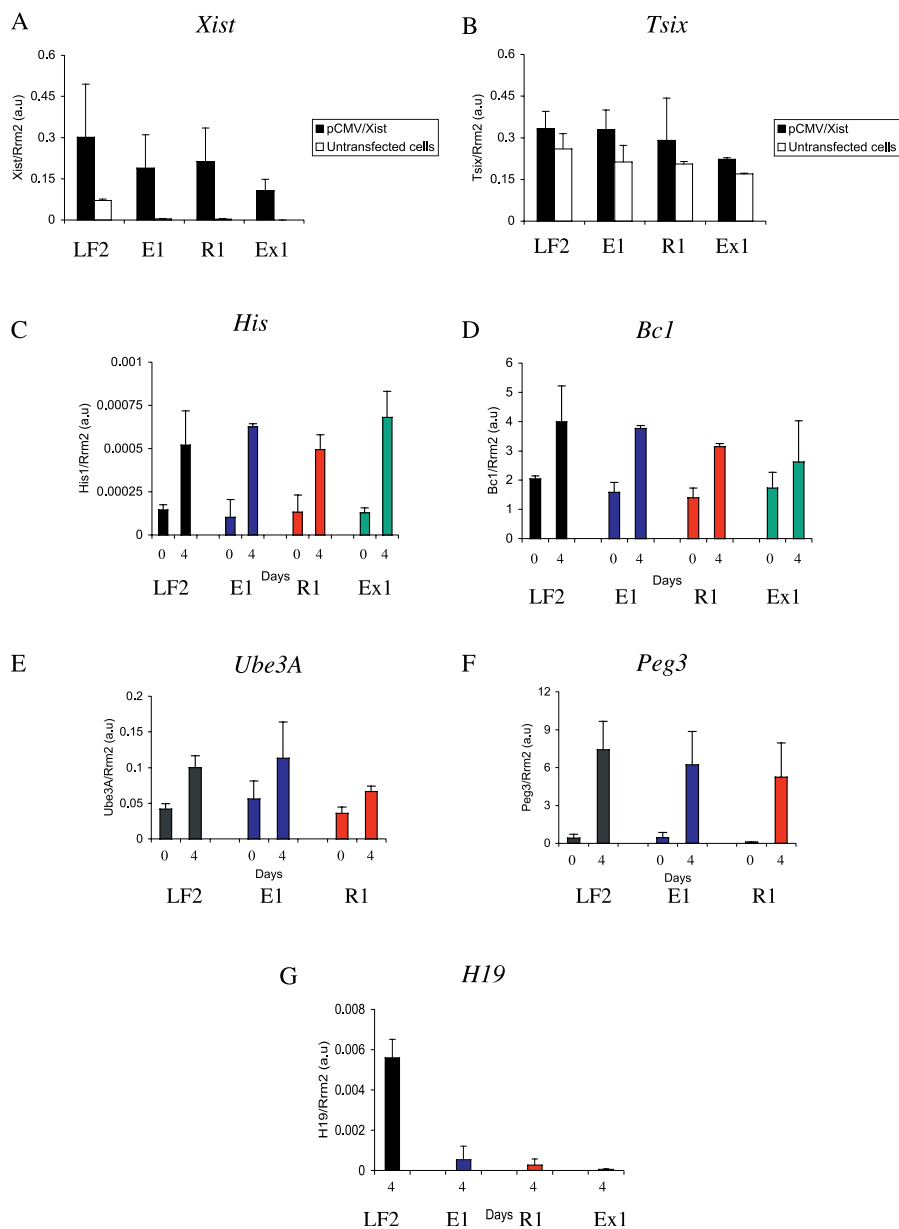 A
Xist
0.6
0.45
0.3
0.15
0
Xist/Rrm2 (a.u)
LF2 E1 R1 Ex1
pCMV/Xist
Untransfected cells
B
Tsix
0.6
0.45
0.3
0.15
0
Tsix/Rrm2 (a.u)
LF2 E1 R1 Ex1
pCMV/Xist
Untransfected cells
C
His
0.001
0.00075
0.0005
0.00025
0
His1/Rrm2 (a.u)
0 4 0 4 0 4 0 4
Days
LF2 E1 R1 Ex1
D
Bc1
6
5
4
3
2
1
0
Bc1/Rrm2 (a.u)
0 4 0 4 0 4 0 4
Days
LF2 E1 R1 Ex1
E
Ube3A
0.2
0.15
0.1
0.05
0
Ube3A/Rrm2 (a.u)
0 4 0 4 0 4
Days
LF2 E1 R1
F
Peg3
12
9
6
3
0
Peg3/Rrm2 (a.u)
0 4 0 4 0 4
Days
LF2 E1 R1
G
H19
0.008
0.006
0.004
0.002
0
H19/Rrm2 (a.u)
4 4 4 4
LF2 E1 Days R1 Ex1